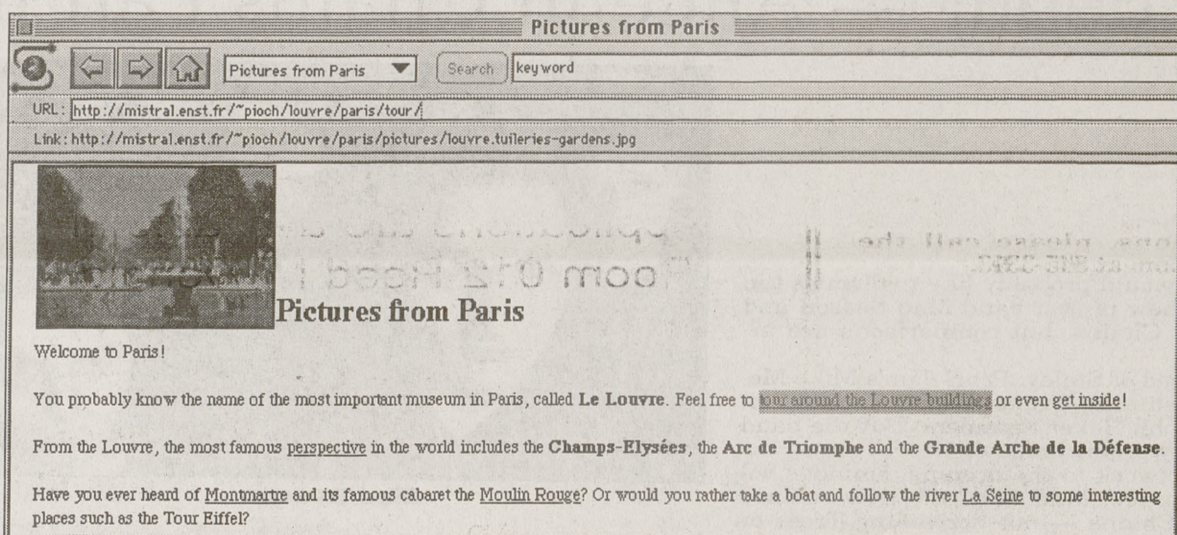 Pictures from Paris
Pictures from Paris
Search
keyword
URL: http://mistral.enst.fr/~pioch/louvre/paris/tour/
Link: http://mistral.enst.fr/~pioch/louvre/paris/pictures/louvre.tuileries-gardens.jpg
Pictures from Paris
Welcome to Paris!
You probably know the name of the most important museum in Paris, called Le Louvre. Feel free to tour around the Louvre buildings or even get inside!
From the Louvre, the most famous perspective in the world includes the Champs-Elysées, the Arc de Triomphe and the Grande Arche de la Défense.
Have you ever heard of Montmartre and its famous cabaret the Moulin Rouge? Or would you rather take a boat and follow the river La Seine to some interesting
places such as the Tour Eiffel?